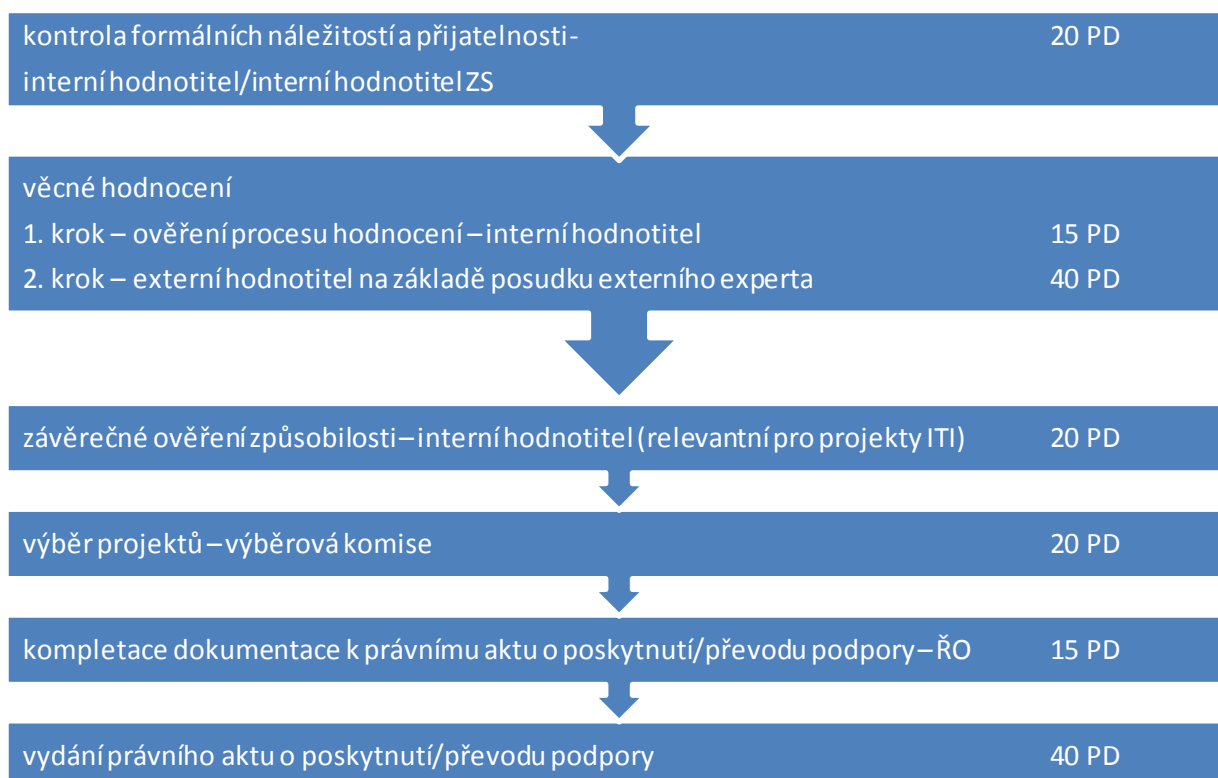 kontrola formálních náležitostí a přijatelnosti- 20 PD
interní hodnotitel/interní hodnotitel ZS
věcné hodnocení
1. krok – ověření procesu hodnocení – interní hodnotitel 15 PD
2. krok – externí hodnotitel na základě posudku externího experta 40 PD
závěrečné ověření způsobilosti – interní hodnotitel (relevantní pro projekty ITI) 20 PD
výběr projektů – výběrová komise 20 PD
kompletace dokumentace k právnímu aktu o poskytnutí/převodu podpory – ŘO 15 PD
vydání právního aktu o poskytnutí/převodu podpory 40 PD